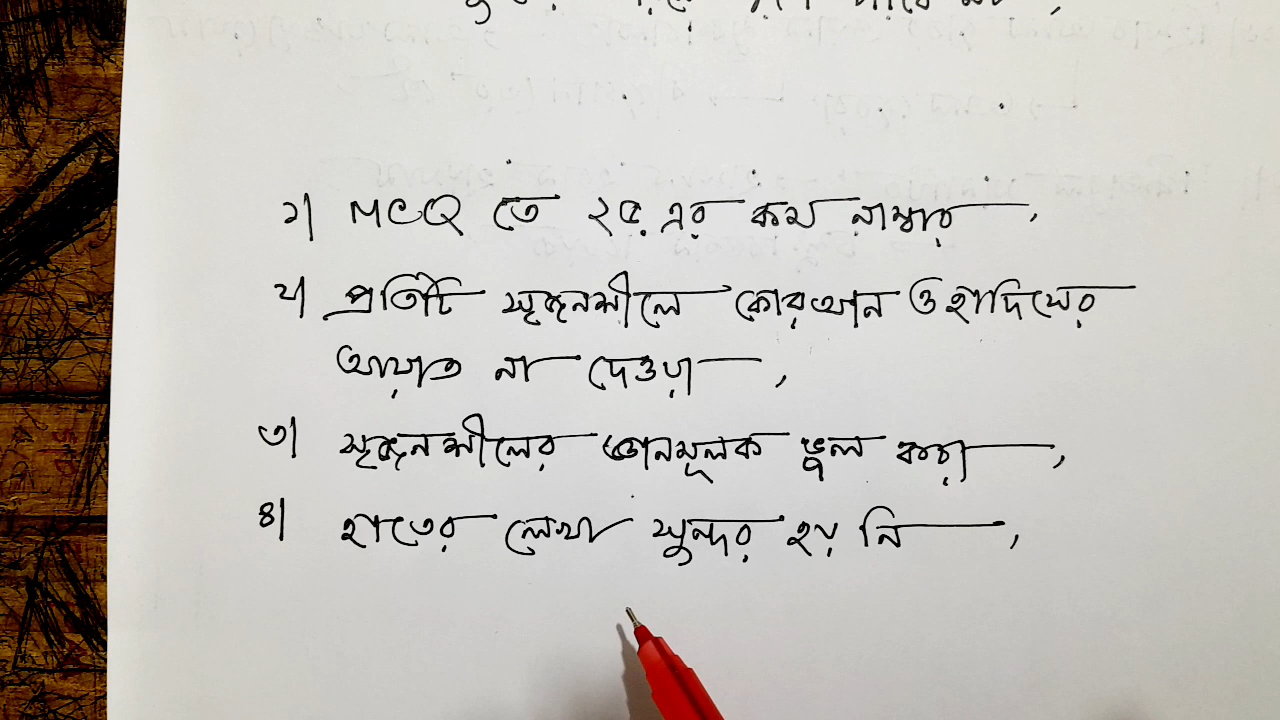 ১। MCQ তে ২৫ এর কম নাম্বার,
২। প্রতিটি সৃজনশীলে কোরআন ও হাদিসের
আয়াত না দেওয়া,
৩। সৃজনশীলের জ্ঞানমূলক ভুল করা,
৪। হাতের লেখা সুন্দর হয় নি,